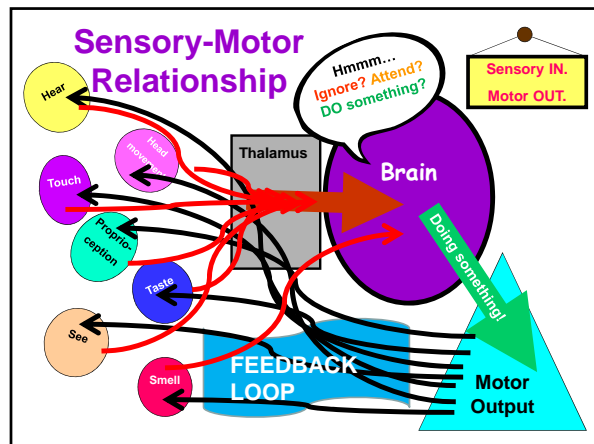 Sensory-Motor
Relationship
Hmmm…
Ignore? Attend?
DO something?
Sensory IN.
Motor OUT.
Hear
Head
movement
Thalamus
Brain
Touch
Proprio-
ception
Taste
See
Smell
Doing something!
FEEDBACK
LOOP
Motor
Output